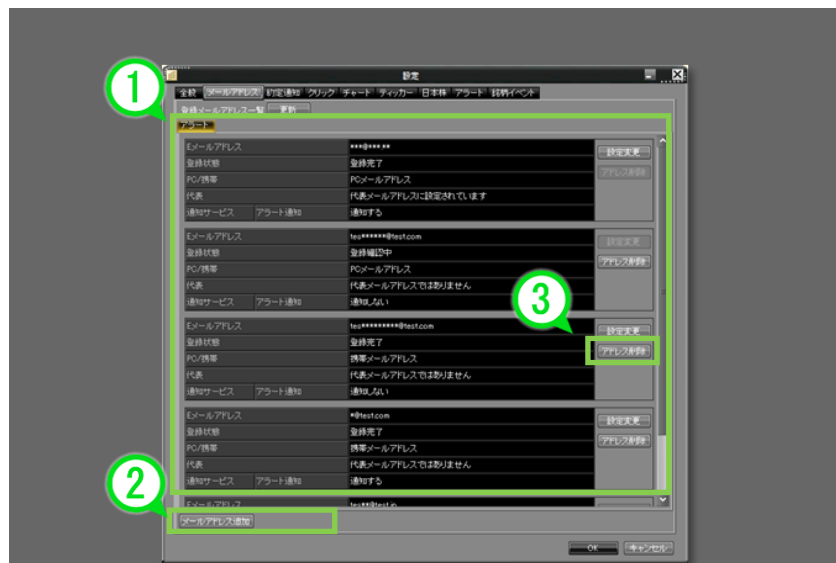 設定
全般 メールアドレス 約定通知 クリック チャート ティッカー 日本株 アラート 銘柄イベント
登録メールアドレス一覧 更新
アラート
Eメールアドレス ***@***.**
登録状態 登録完了
PC/携帯 PCメールアドレス
代表 代表メールアドレスに設定されています
通知サービス アラート通知 通知する
設定変更
アドレス削除
Eメールアドレス tes******@test.com
登録状態 登録確認中
PC/携帯 PCメールアドレス
代表 代表メールアドレスではありません
通知サービス アラート通知 通知しない
設定変更
アドレス削除
Eメールアドレス tes*********@test.com
登録状態 登録完了
PC/携帯 携帯メールアドレス
代表 代表メールアドレスではありません
通知サービス アラート通知 通知しない
設定変更
アドレス削除
Eメールアドレス *@test.com
登録状態 登録完了
PC/携帯 携帯メールアドレス
代表 代表メールアドレスではありません
通知サービス アラート通知 通知する
設定変更
アドレス削除
Eメールアドレス
メールアドレス追加
OK キャンセル
1
2
3